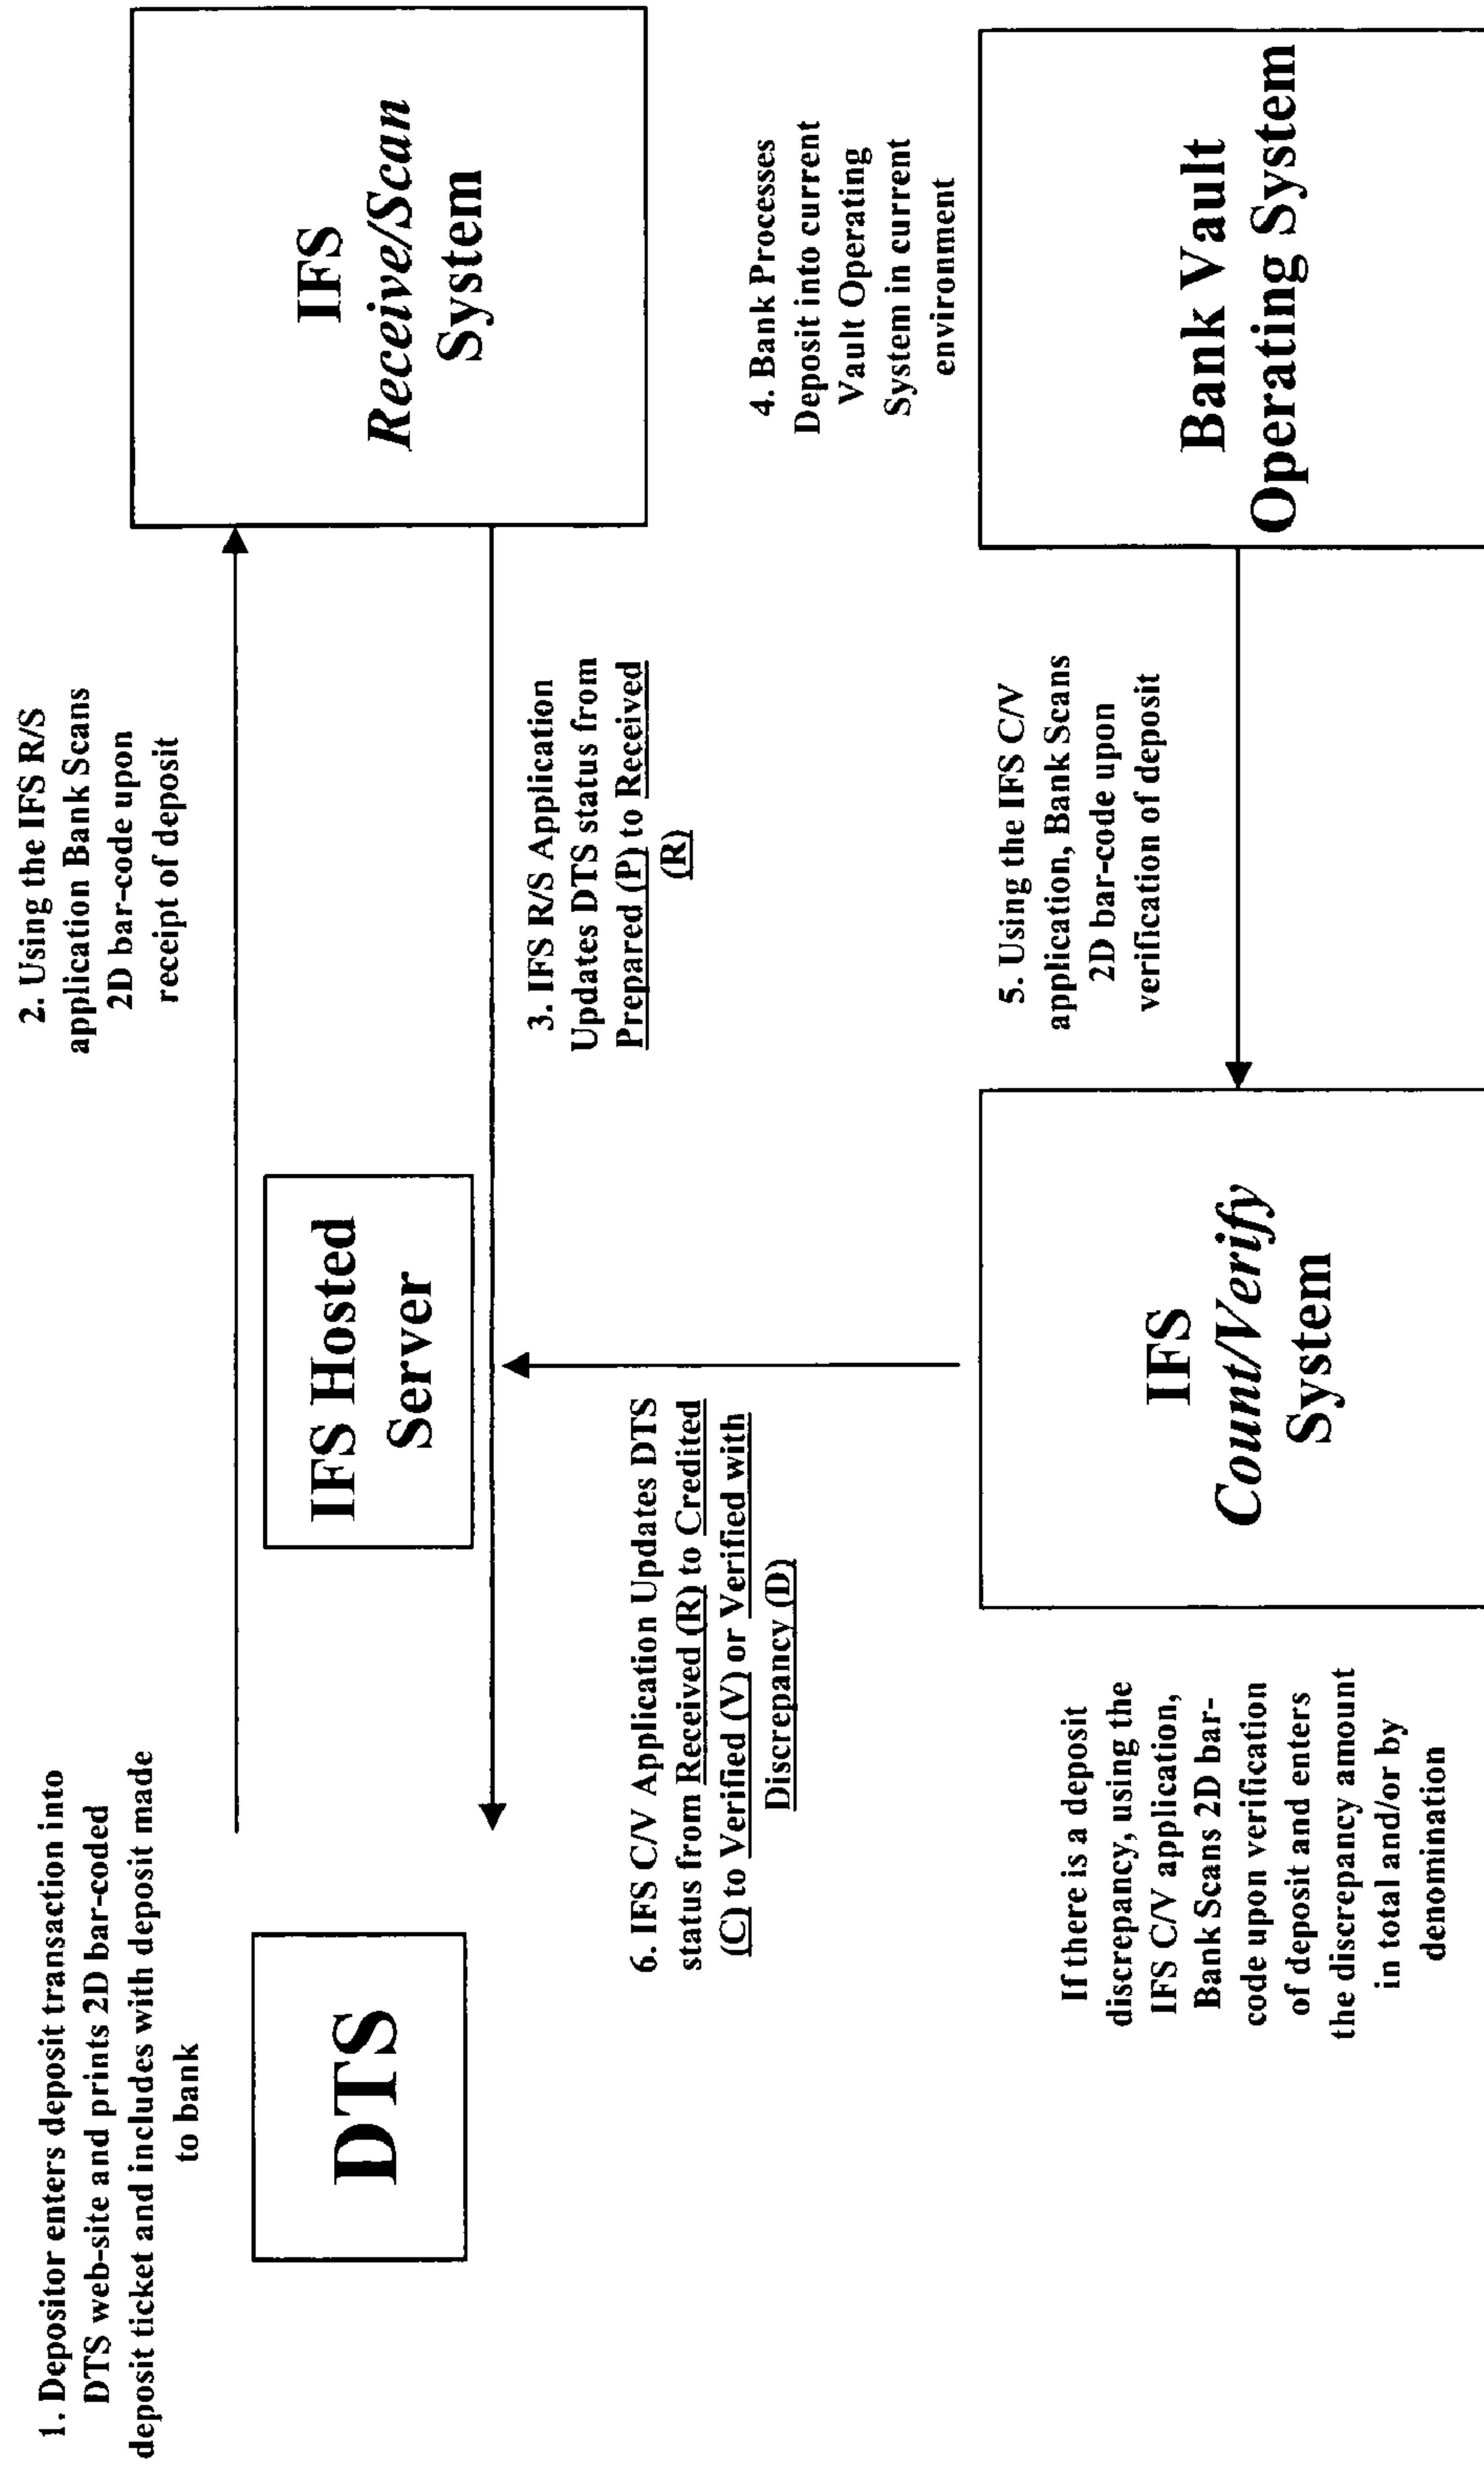 1. Depositor enters deposit transaction into
DTS web-site and prints 2D bar-coded
deposit ticket and includes with deposit made
to bank
DTS
2. Using the IFS R/S
application Bank Scans
2D bar-code upon
receipt of deposit
IFS Hosted
Server
IFS
Receive/Scan
System
3. IFS R/S Application
Updates DTS status from
Prepared (P) to Received
(R)
4. Bank Processes
Deposit into current
Vault Operating
System in current
environment
Bank Vault
Operating System
5. Using the IFS C/V
application, Bank Scans
2D bar-code upon
verification of deposit
IFS
Count/Verify
System
6. IFS C/V Application Updates DTS
status from Received (R) to Credited
(C) to Verified (V) or Verified with
Discrepancy (D)
If there is a deposit
discrepancy, using the
IFS C/V application,
Bank Scans 2D bar-
code upon verification
of deposit and enters
the discrepancy amount
in total and/or by
denomination